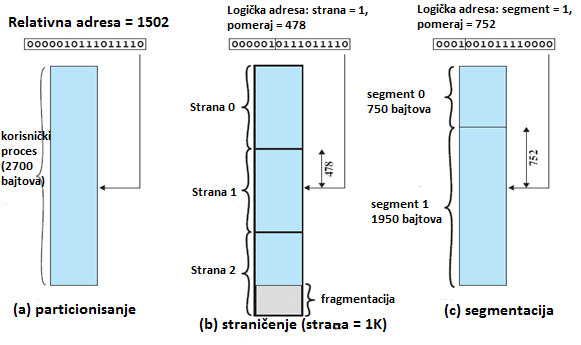 Relativna adresa = 1502
0000010111011110
korisnički
proces
(2700
bajtova)
(a) particionisanje
Logička adresa: strana = 1,
pomeraj = 478
0000010111011110
Strana 0
Strana 1
478
Strana 2
fragmentacija
(b) straničenje (strana = 1K)
Logička adresa: segment = 1,
pomeraj = 752
0001001011110000
segment 0
750 bajtova
752
segment 1
1950 bajtova
(c) segmentacija